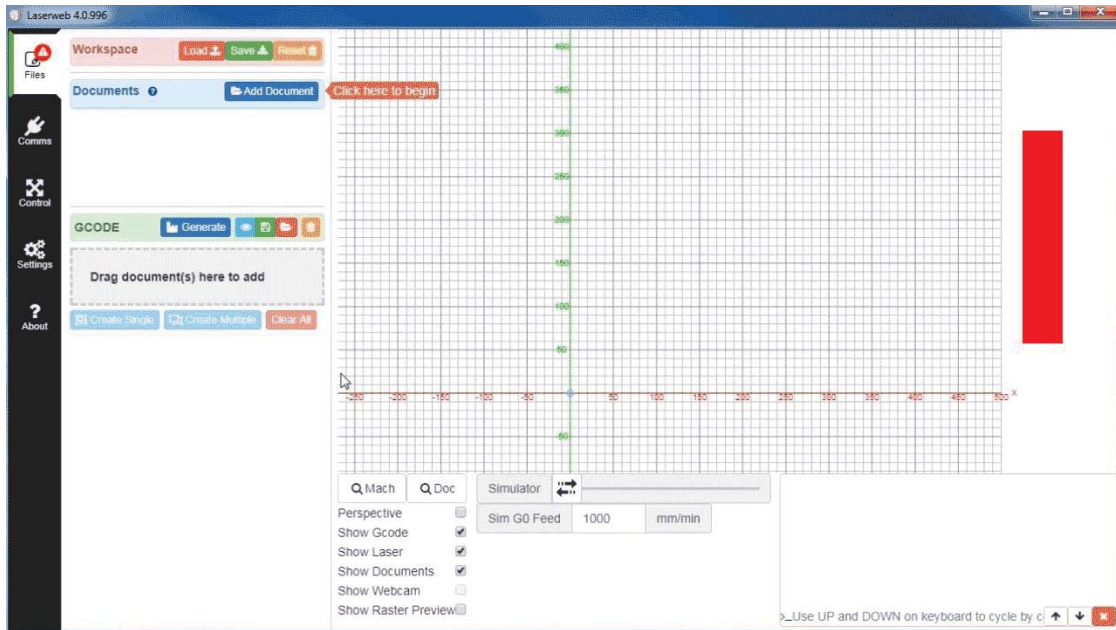 Laserweb 4.0.996
Files
Comms
Control
Settings
About
Workspace
Load
Save
Reset
Documents
Add Document
Click here to begin
GCODE
Generate
Drag document(s) here to add
Create Single
Create Multiple
Clear All
400
350
300
250
200
150
100
50
-250 -200 -150 -100 -50 50 100 150 200 250 300 350 400 450 500 X
-50
Mach
Doc
Simulator
Perspective
Sim G0 Feed 1000 mm/min
Show Gcode
Show Laser
Show Documents
Show Webcam
Show Raster Preview
>_Use UP and DOWN on keyboard to cycle by c